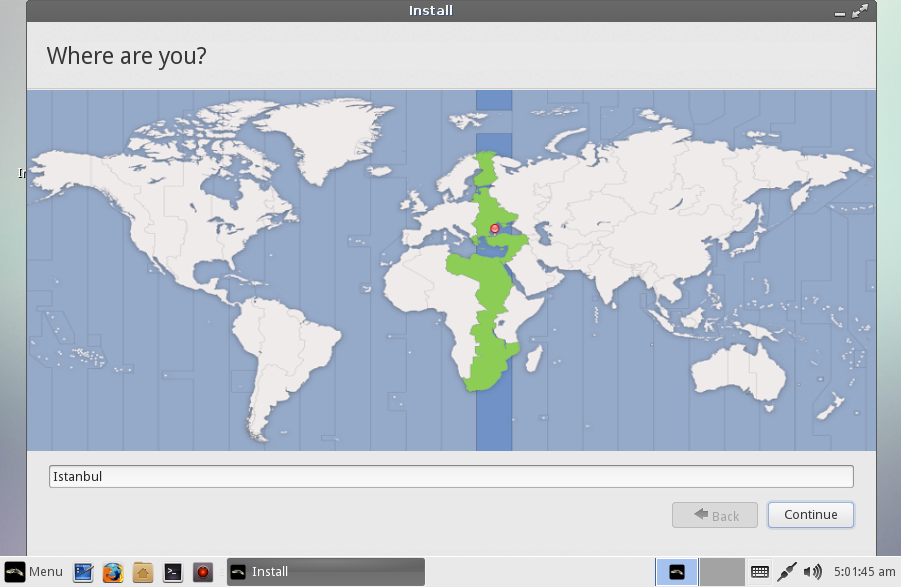 Install
Where are you?
Istanbul
Back
Continue
Menu
Install
5:01:45 am